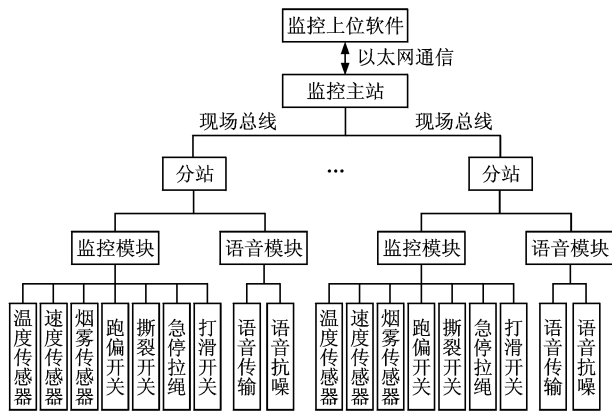 监控上位软件
以太网通信
监控主站
现场总线
现场总线
分站
...
分站
监控模块
语音模块
监控模块
语音模块
温度传感器
速度传感器
烟雾传感器
跑偏开关
撕裂开关
急停拉绳
打滑开关
语音传输
语音抗噪
温度传感器
速度传感器
烟雾传感器
跑偏开关
撕裂开关
急停拉绳
打滑开关
语音传输
语音抗噪